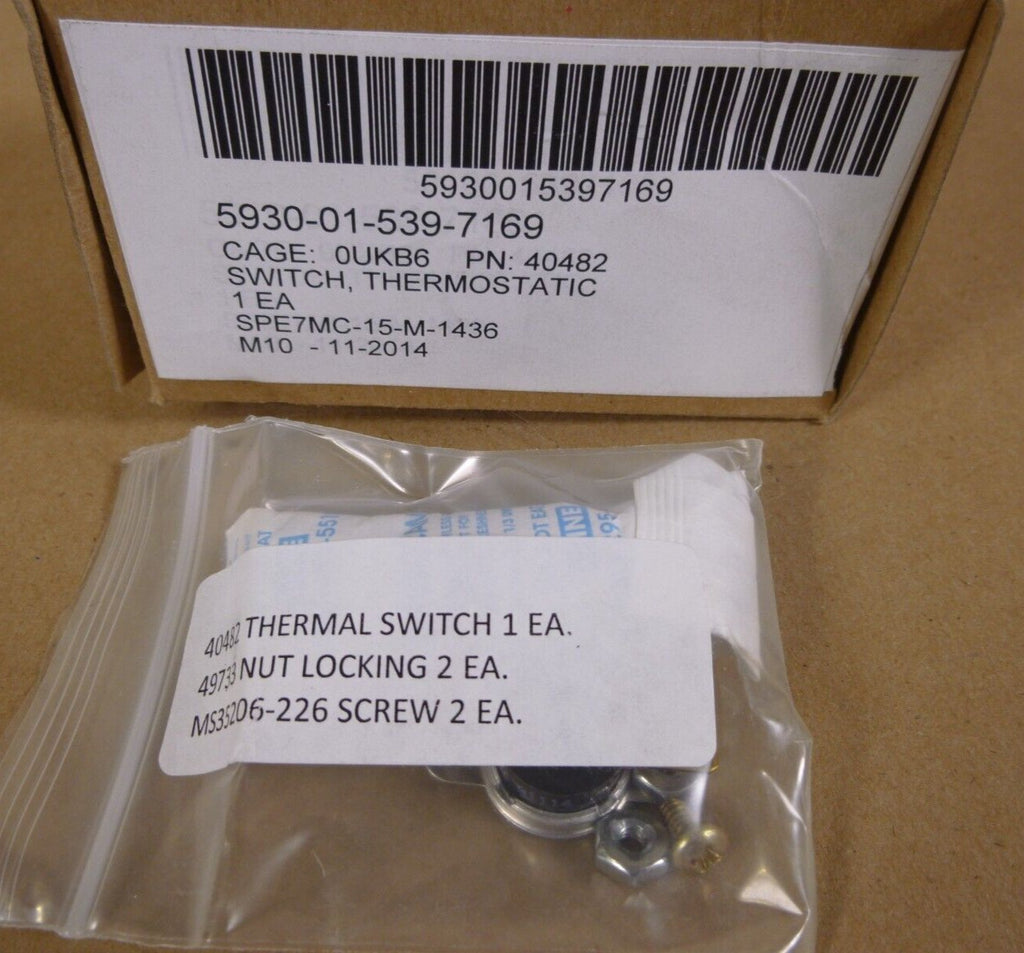 5930015397169
5930-01-539-7169
CAGE: 0UKB6 PN: 40482
SWITCH, THERMOSTATIC
1 EA
SPE7MC-15-M-1436
M10 - 11-2014
40482 THERMAL SWITCH 1 EA.
49733 NUT LOCKING 2 EA.
MS35206-226 SCREW 2 EA.